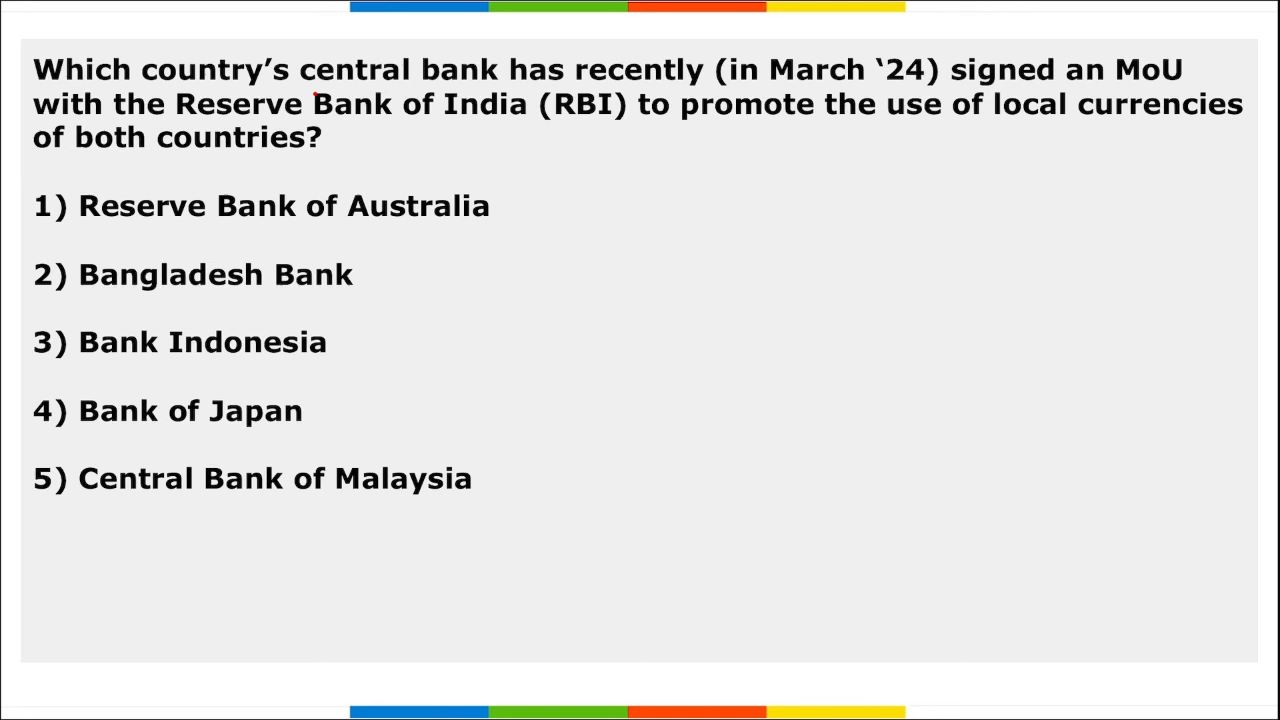 Which country’s central bank has recently (in March ‘24) signed an MoU
with the Reserve Bank of India (RBI) to promote the use of local currencies
of both countries?
1) Reserve Bank of Australia
2) Bangladesh Bank
3) Bank Indonesia
4) Bank of Japan
5) Central Bank of Malaysia